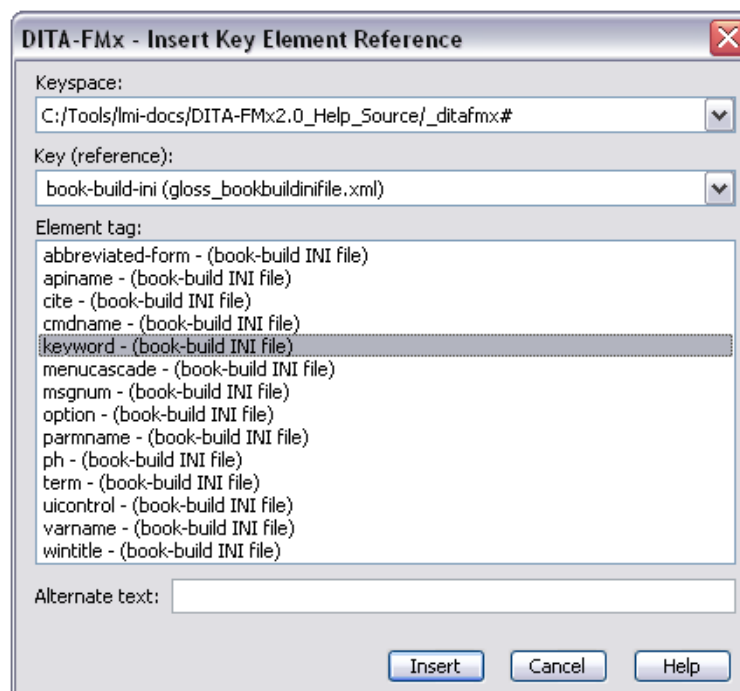 DITA-FMx - Insert Key Element Reference
Keyspace:
C:/Tools/lmi-docs/DITA-FMx2.0_Help_Source/_ditafmx#
Key (reference):
book-build-ini (gloss_bookbuildinifile.xml)
Element tag:
abbreviated-form - (book-build INI file)
apiname - (book-build INI file)
cite - (book-build INI file)
cmdname - (book-build INI file)
keyword - (book-build INI file)
menucascade - (book-build INI file)
msgnum - (book-build INI file)
option - (book-build INI file)
parmname - (book-build INI file)
ph - (book-build INI file)
term - (book-build INI file)
uicontrol - (book-build INI file)
varname - (book-build INI file)
wintitle - (book-build INI file)
Alternate text:
Insert Cancel Help